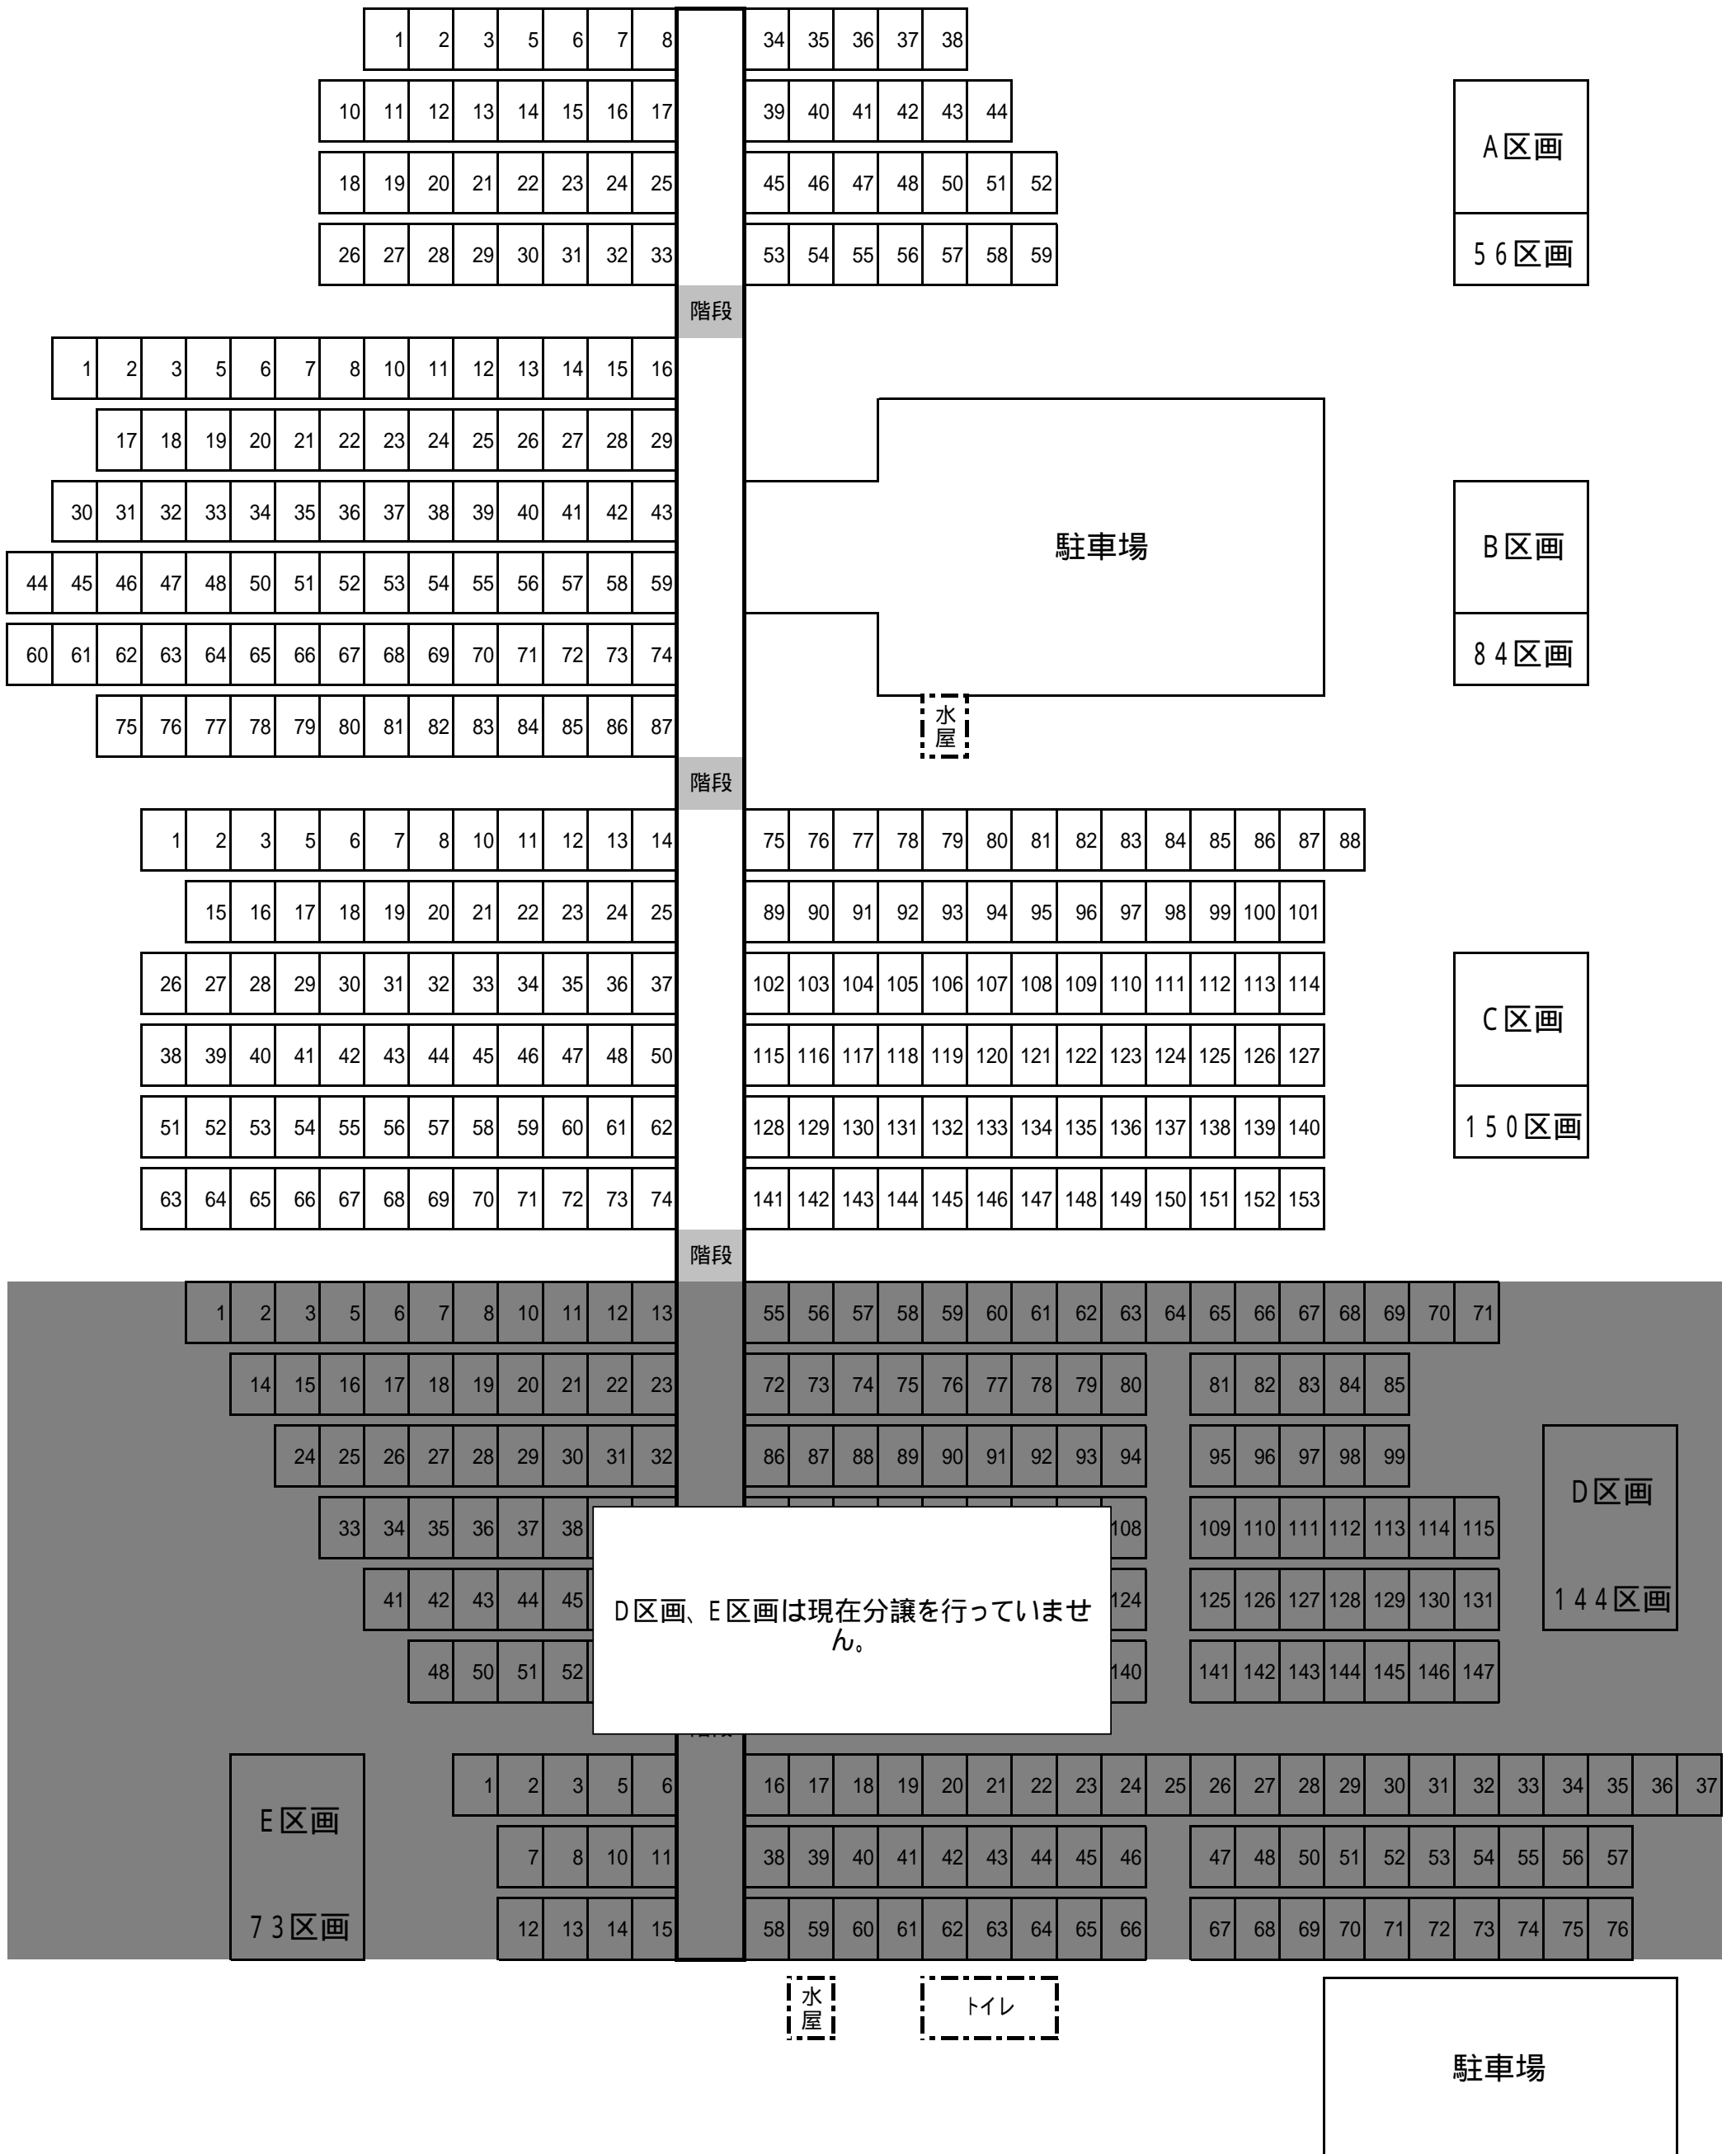 1 2 3 5 6 7 8 34 35 36 37 38
10 11 12 13 14 15 16 17 39 40 41 42 43 44
A区画
18 19 20 21 22 23 24 25 45 46 47 48 50 51 52
26 27 28 29 30 31 32 33 53 54 55 56 57 58 59
56区画
階段
1 2 3 5 6 7 8 10 11 12 13 14 15 16
17 18 19 20 21 22 23 24 25 26 27 28 29
30 31 32 33 34 35 36 37 38 39 40 41 42 43
駐車場
B区画
44 45 46 47 48 50 51 52 53 54 55 56 57 58 59
60 61 62 63 64 65 66 67 68 69 70 71 72 73 74
84区画
75 76 77 78 79 80 81 82 83 84 85 86 87
水
屋
階段
1 2 3 5 6 7 8 10 11 12 13 14 75 76 77 78 79 80 81 82 83 84 85 86 87 88
15 16 17 18 19 20 21 22 23 24 25 89 90 91 92 93 94 95 96 97 98 99 100 101
26 27 28 29 30 31 32 33 34 35 36 37 102 103 104 105 106 107 108 109 110 111 112 113 114
C区画
38 39 40 41 42 43 44 45 46 47 48 50 115 116 117 118 119 120 121 122 123 124 125 126 127
51 52 53 54 55 56 57 58 59 60 61 62 128 129 130 131 132 133 134 135 136 137 138 139 140
150区画
63 64 65 66 67 68 69 70 71 72 73 74 141 142 143 144 145 146 147 148 149 150 151 152 153
階段
1 2 3 5 6 7 8 10 11 12 13 55 56 57 58 59 60 61 62 63 64 65 66 67 68 69 70 71
14 15 16 17 18 19 20 21 22 23 72 73 74 75 76 77 78 79 80 81 82 83 84 85
24 25 26 27 28 29 30 31 32 86 87 88 89 90 91 92 93 94 95 96 97 98 99
D区画
33 34 35 36 37 38 108 109 110 111 112 113 114 115
41 42 43 44 45 124 125 126 127 128 129 130 131
144区画
D区画、E区画は現在分譲を行っていませ
ん。
48 50 51 52 140 141 142 143 144 145 146 147
1 2 3 5 6 16 17 18 19 20 21 22 23 24 25 26 27 28 29 30 31 32 33 34 35 36 37
E区画
7 8 10 11 38 39 40 41 42 43 44 45 46 47 48 50 51 52 53 54 55 56 57
73区画
12 13 14 15 58 59 60 61 62 63 64 65 66 67 68 69 70 71 72 73 74 75 76
水
屋
トイレ
駐車場